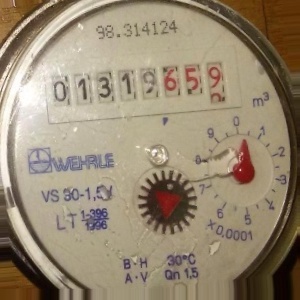 98.314124
01319659
m³
P
WEHRLE
VS 30-1,5
LT 1-396
1996
9 0 1 2 3 4 5 6 7 8
x0,0001
B·H 30°C
A·V Qn 1,5